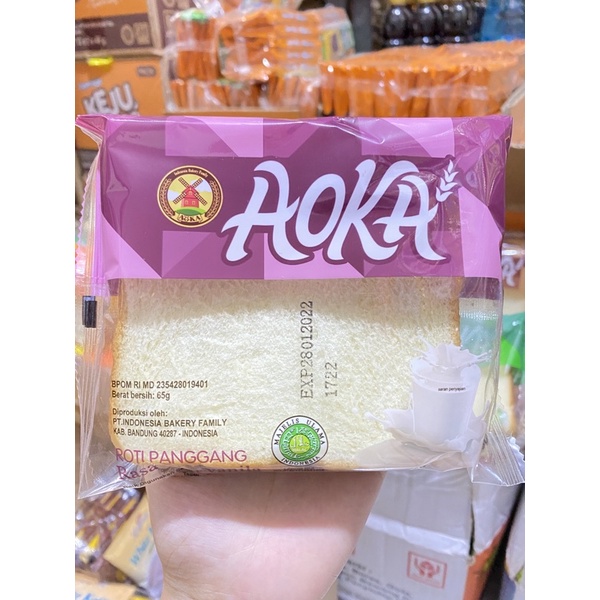 KEJU
Indonesia Bakery Family
AOKA
AOKA
EXP28012022
1722
BPOM RI MD 235428019401
Berat bersih: 65g
Diproduksi oleh:
PT.INDONESIA BAKERY FAMILY
KAB. BANDUNG 40287 - INDONESIA
saran penyajian
MAJELIS ULAMA
INDONESIA
ROTI PANGGANG
Rasa